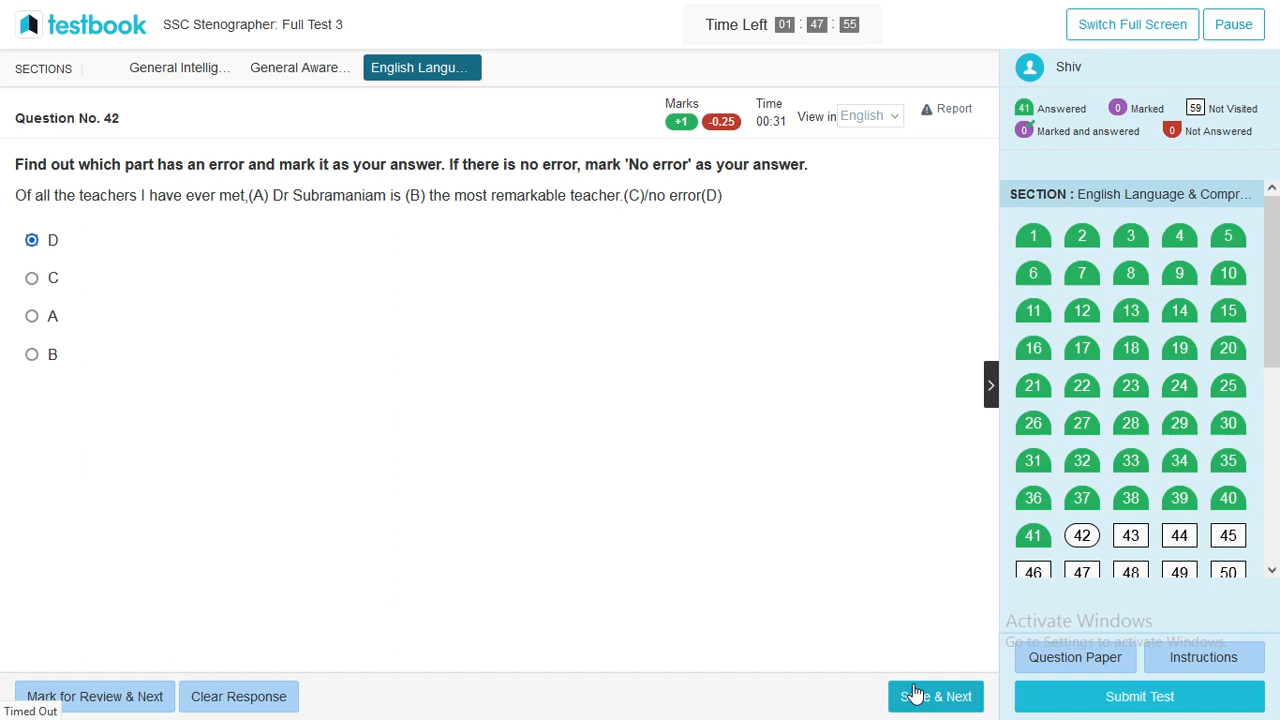 testbook SSC Stenographer: Full Test 3 Time Left 01 : 47 : 55 Switch Full Screen Pause
SECTIONS General Intellig... General Aware... English Langu... Shiv
Question No. 42 Marks +1 -0.25 Time 00:31 View in English Report
41 Answered 0 Marked 59 Not Visited
0 Marked and answered 0 Not Answered
Find out which part has an error and mark it as your answer. If there is no error, mark 'No error' as your answer.
Of all the teachers I have ever met,(A) Dr Subramaniam is (B) the most remarkable teacher.(C)/no error(D)
D
C
A
B
SECTION : English Language & Compr...
1 2 3 4 5
6 7 8 9 10
11 12 13 14 15
16 17 18 19 20
21 22 23 24 25
26 27 28 29 30
31 32 33 34 35
36 37 38 39 40
41 42 43 44 45
46 47 48 49 50
Activate Windows
Go to Settings to activate Windows.
Question Paper Instructions
Mark for Review & Next Clear Response Save & Next Submit Test
Timed Out